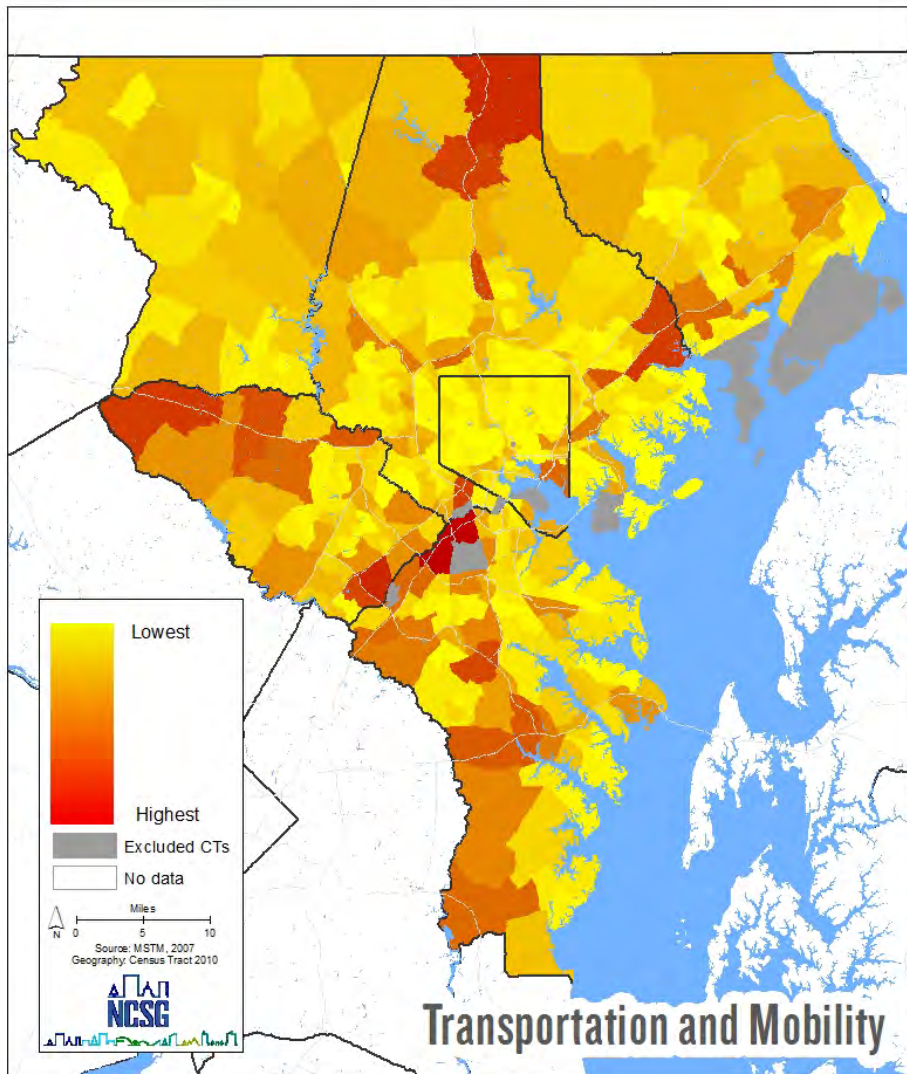 Lowest
Highest
Excluded CTs
No data
Miles
N
0 5 10
Source: MSTM, 2007
Geography: Census Tract 2010
NCSG
Transportation and Mobility